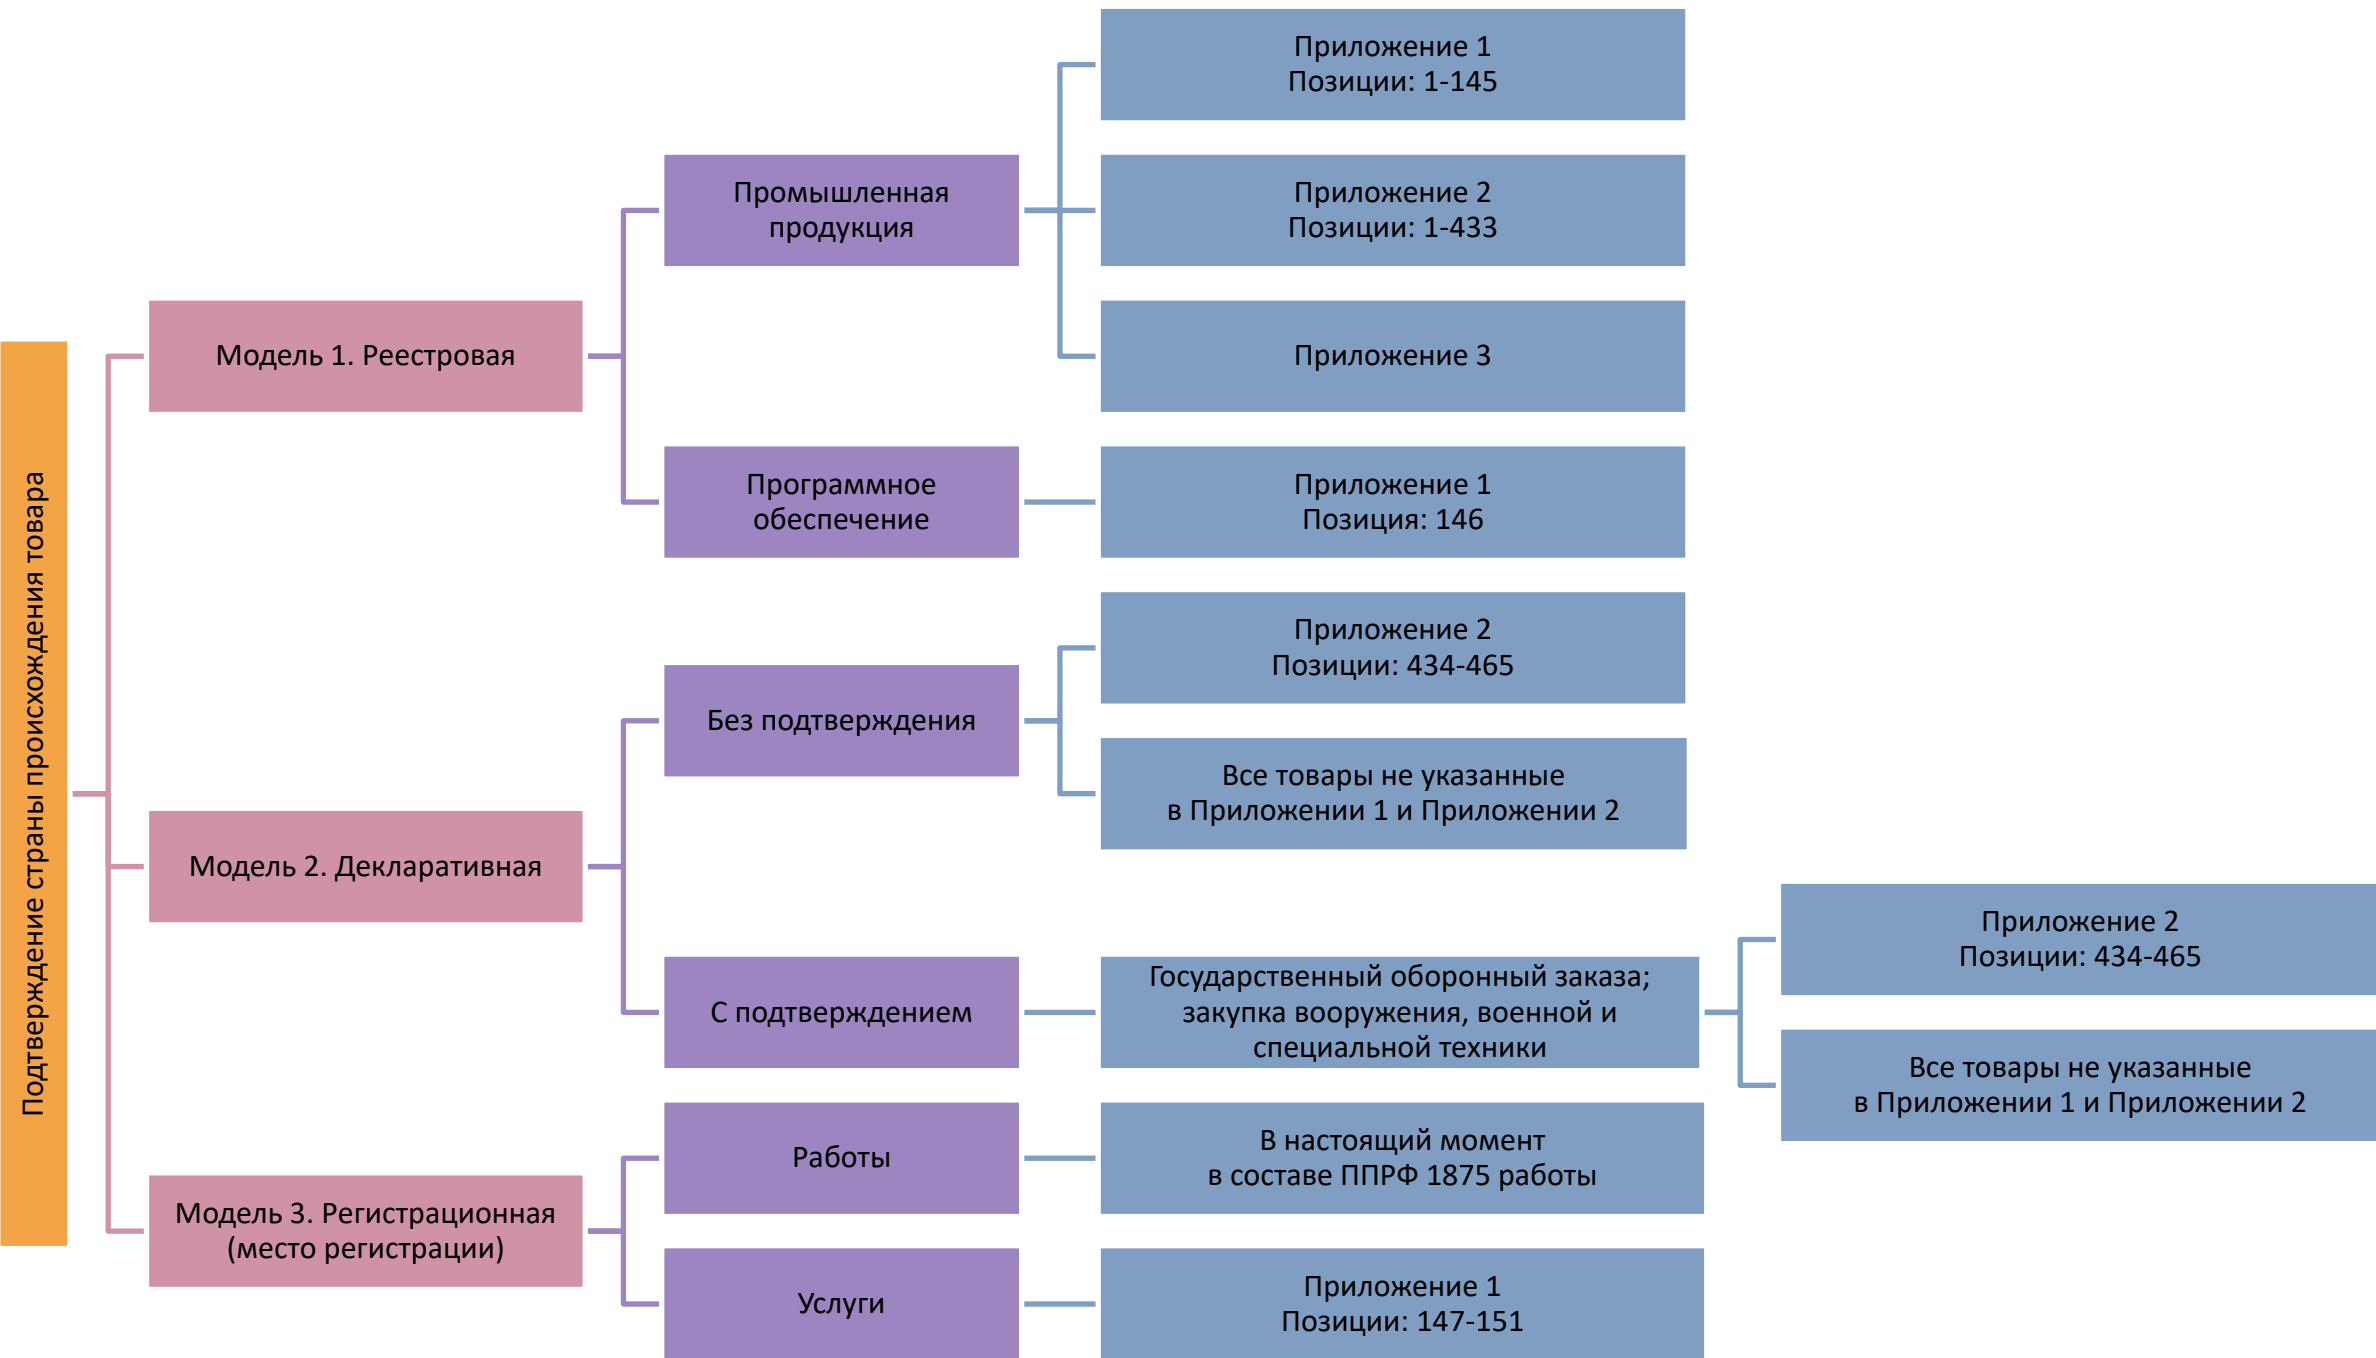 Подтверждение страны происхождения товара
Модель 1. Реестровая
Промышленная
продукция
Приложение 1
Позиции: 1-145
Приложение 2
Позиции: 1-433
Приложение 3
Программное
обеспечение
Приложение 1
Позиция: 146
Модель 2. Декларативная
Без подтверждения
Приложение 2
Позиции: 434-465
Все товары не указанные
в Приложении 1 и Приложении 2
С подтверждением
Государственный оборонный заказа;
закупка вооружения, военной и
специальной техники
Приложение 2
Позиции: 434-465
Все товары не указанные
в Приложении 1 и Приложении 2
Модель 3. Регистрационная
(место регистрации)
Работы
В настоящий момент
в составе ППРФ 1875 работы
Услуги
Приложение 1
Позиции: 147-151